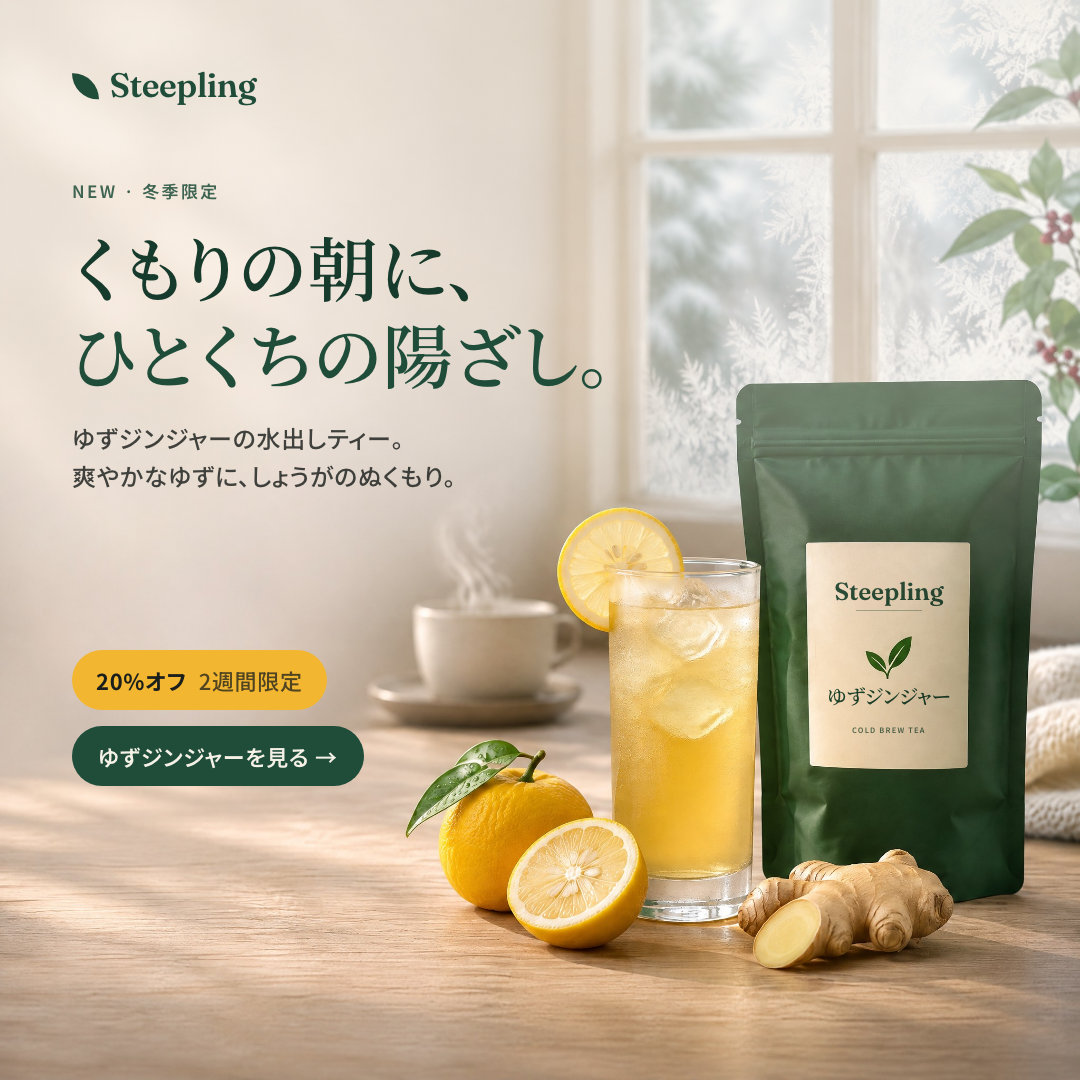 Steepling
NEW · 冬季限定
くもりの朝に、
ひとくちの陽ざし。
ゆずジンジャーの水出しティー。
爽やかなゆずに、しょうがのぬくもり。
20%オフ 2週間限定
ゆずジンジャーを見る →
Steepling
ゆずジンジャー
COLD BREW TEA